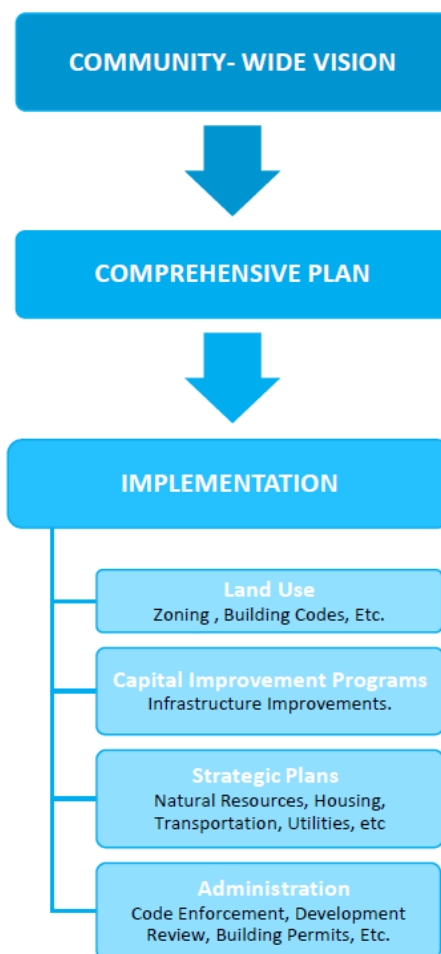 COMMUNITY- WIDE VISION
COMPREHENSIVE PLAN
IMPLEMENTATION
Land Use
Zoning , Building Codes, Etc.
Capital Improvement Programs
Infrastructure Improvements.
Strategic Plans
Natural Resources, Housing,
Transportation, Utilities, etc
Administration
Code Enforcement, Development
Review, Building Permits, Etc.